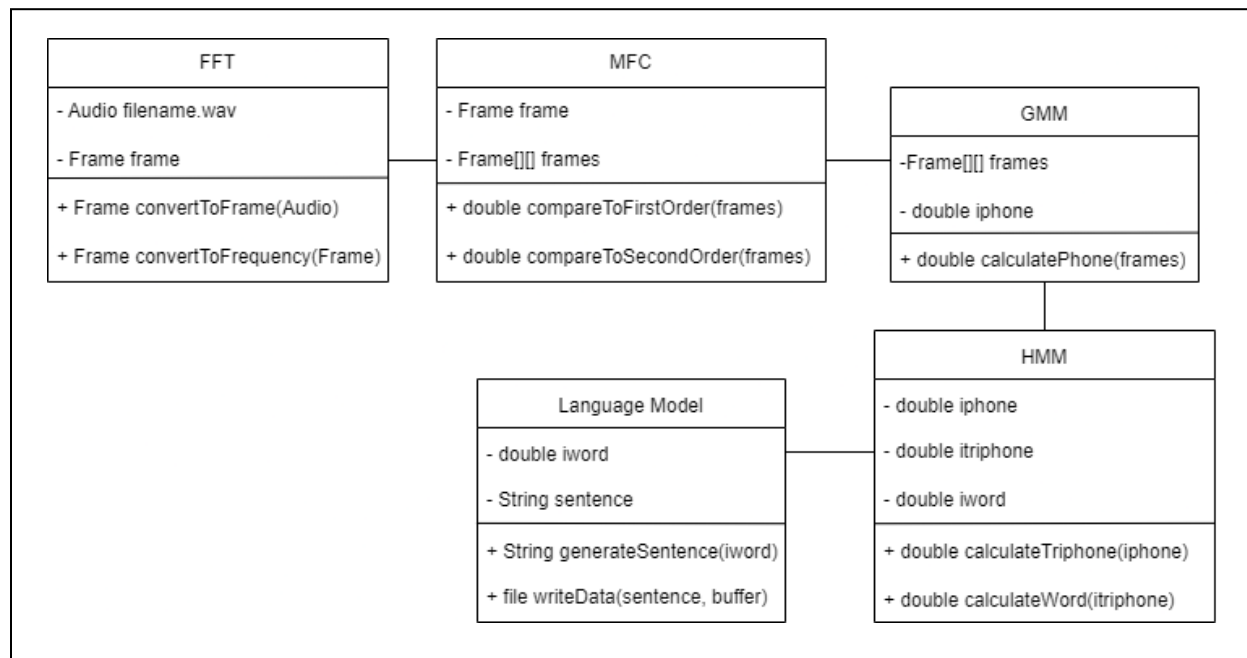 FFT
- Audio filename.wav
- Frame frame
+ Frame convertToFrame(Audio)
+ Frame convertToFrequency(Frame)
MFC
- Frame frame
- Frame[][] frames
+ double compareToFirstOrder(frames)
+ double compareToSecondOrder(frames)
GMM
-Frame[][] frames
- double iphone
+ double calculatePhone(frames)
HMM
- double iphone
- double itriphone
- double iword
+ double calculateTriphone(iphone)
+ double calculateWord(itriphone)
Language Model
- double iword
- String sentence
+ String generateSentence(iword)
+ file writeData(sentence, buffer)